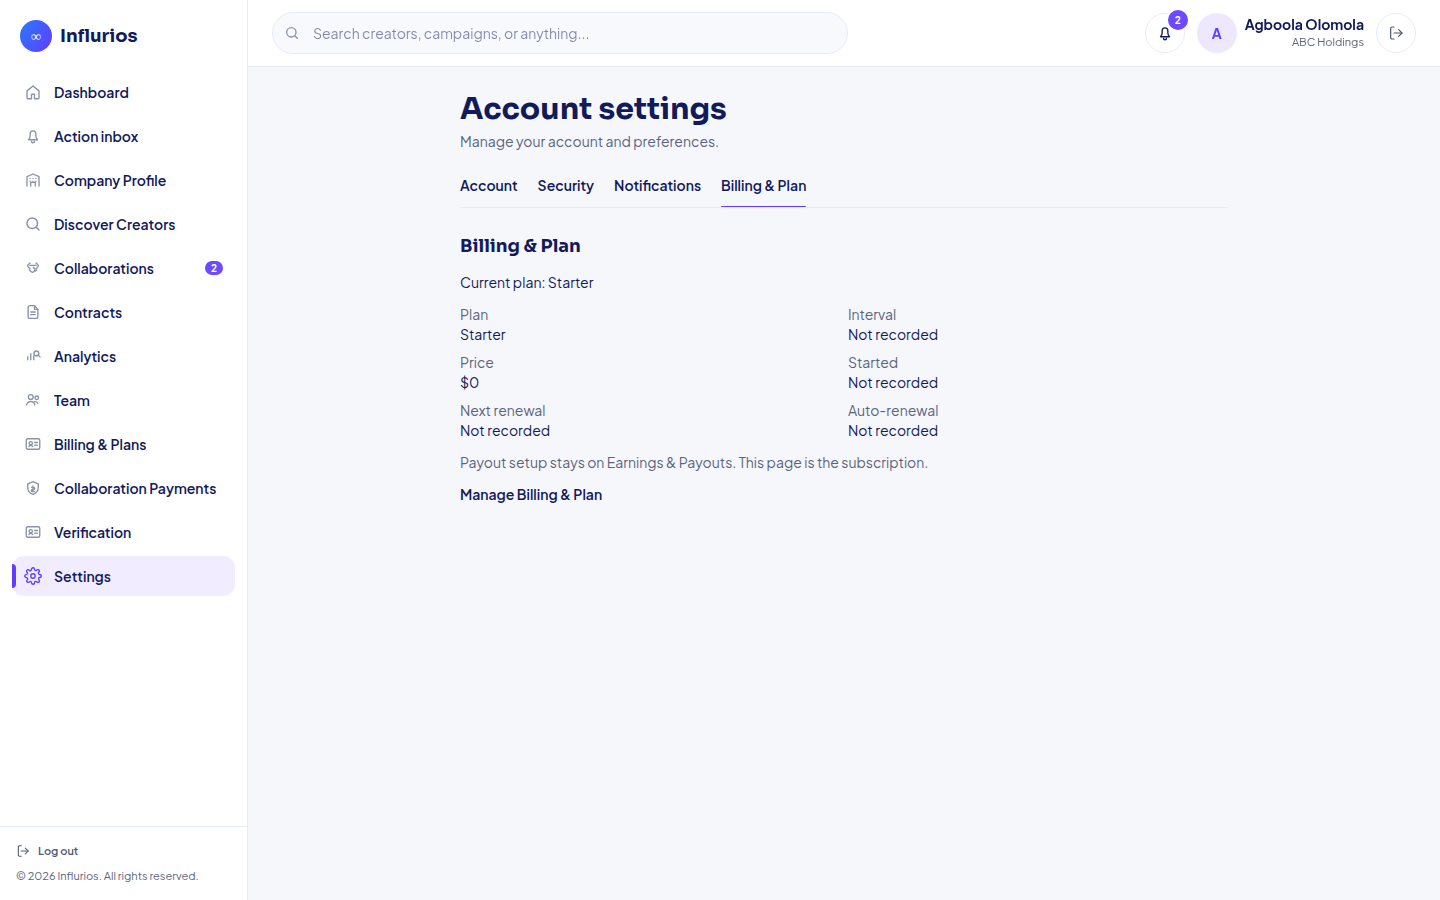 Influrios
Dashboard
Action inbox
Company Profile
Discover Creators
Collaborations 2
Contracts
Analytics
Team
Billing & Plans
Collaboration Payments
Verification
Settings
Log out
© 2026 Influrios. All rights reserved.
Search creators, campaigns, or anything...
2
A
Agboola Olomola
ABC Holdings
Account settings
Manage your account and preferences.
Account Security Notifications Billing & Plan
Billing & Plan
Current plan: Starter
Plan Interval
Starter Not recorded
Price Started
$0 Not recorded
Next renewal Auto-renewal
Not recorded Not recorded
Payout setup stays on Earnings & Payouts. This page is the subscription.
Manage Billing & Plan